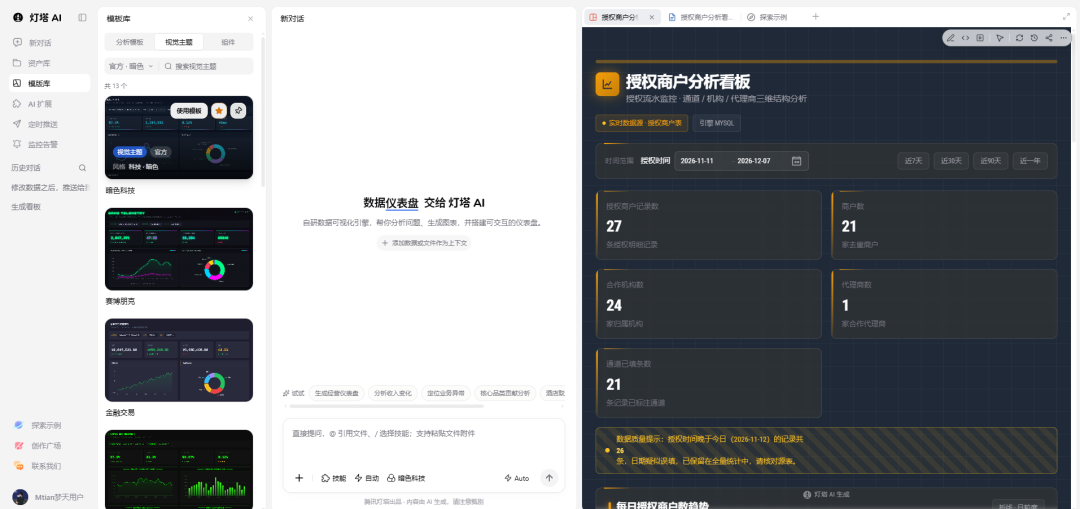 灯塔 AI
新对话
资产库
模版库
AI 扩展
定时推送
监控告警
历史对话
修改数据之后，推送给
生成看板
探索示例
创作广场
联系我们
Mtian梦天用户
模版库
分析模板
视觉主题
组件
官方 · 暗色
搜索视觉主题
共 13 个
使用模板
视觉主题
官方
风格 科技 · 暗色
暗色科技
赛博朋克
金融交易
新对话
数据仪表盘 交给 灯塔 AI
自研数据可视化引擎，帮你分析问题、生成图表，并搭建可交互的仪表盘。
添加数据或文件作为上下文
试试
生成经营仪表盘
分析收入变化
定位业务异常
核心品类贡献分析
酒店取
直接提问，@ 引用文件，/ 选择技能；支持粘贴文件附件
技能
自动
暗色科技
Auto
腾讯灯塔出品 · 内容由 AI 生成，请注意甄别
授权商户分
授权商户分析看...
探索示例
授权商户分析看板
授权流水监控 · 通道 / 机构 / 代理商三维结构分析
实时数据源 · 授权商户表
引擎 MYSQL
时间范围
授权时间
2026-11-11
2026-12-07
近7天
近30天
近90天
近一年
授权商户记录数
27
条授权明细记录
商户数
21
家去重商户
合作机构数
24
家归属机构
代理商数
1
家合作代理商
通道已填条数
21
条记录已标注通道
数据质量提示：授权时间晚于今日（2026-11-12）的记录共
26
条，日期疑似误填，已保留在全量统计中，请核对源表。
灯塔 AI 生成
每日授权商户数趋势